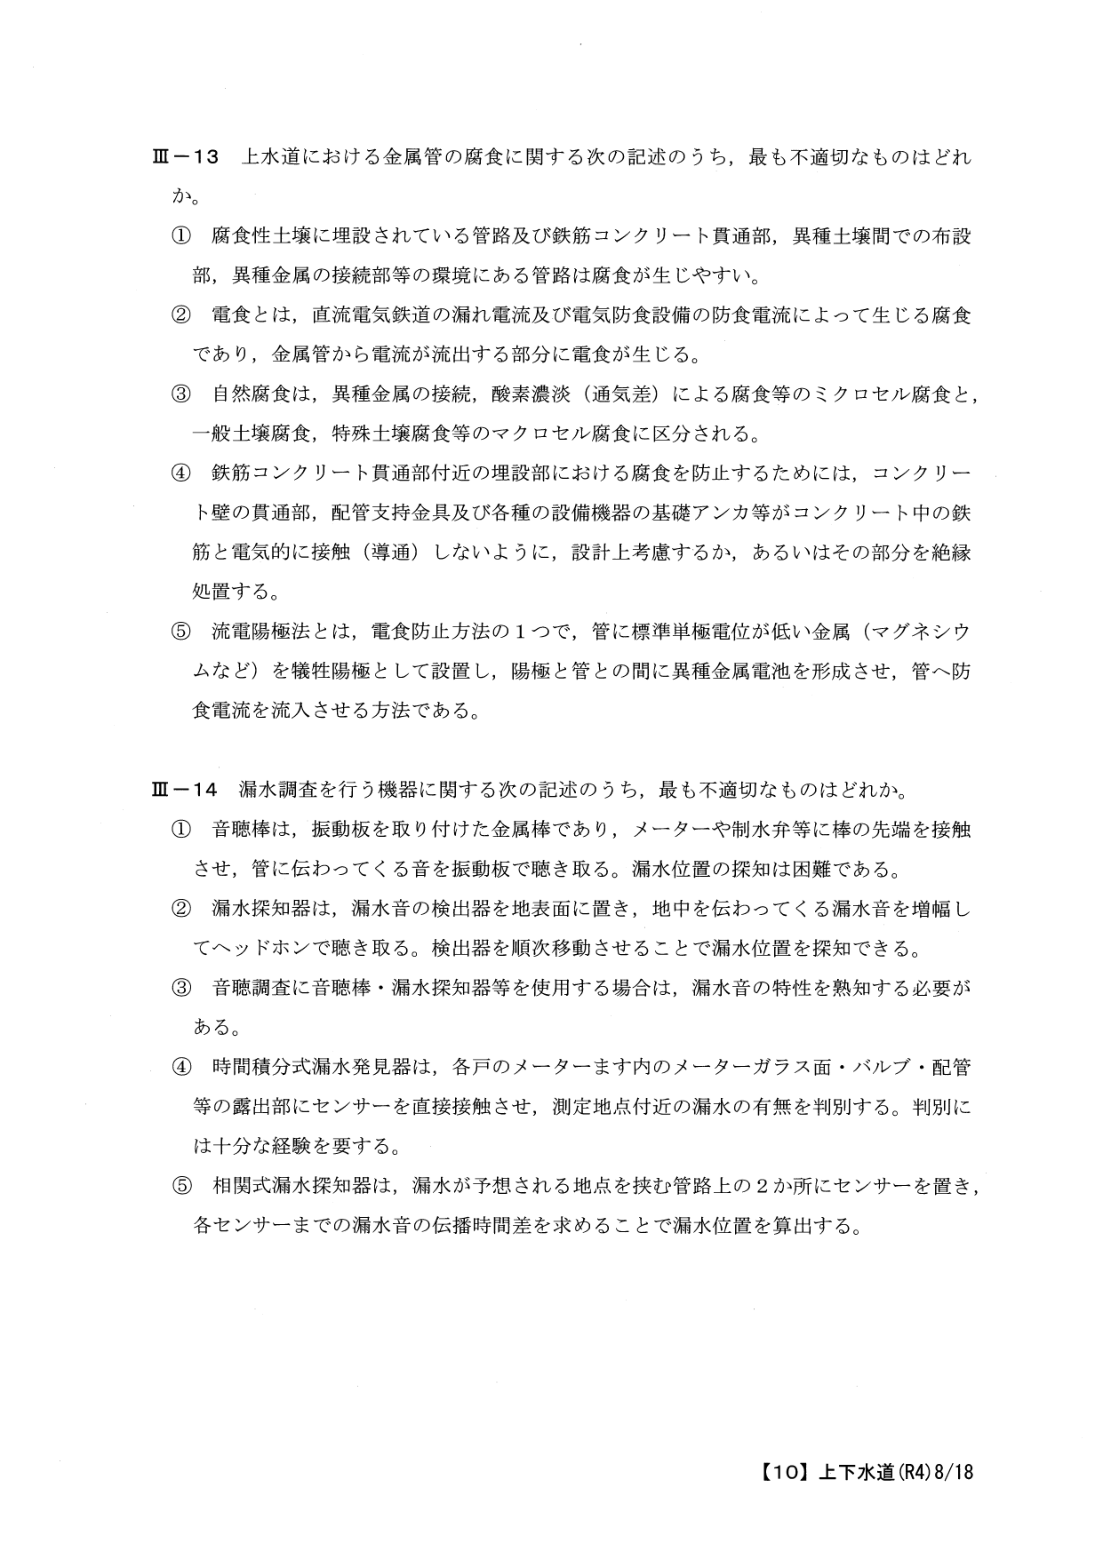 Ⅲ－13　上水道における金属管の腐食に関する次の記述のうち，最も不適切なものはどれ
か。
①　腐食性土壌に埋設されている管路及び鉄筋コンクリート貫通部，異種土壌間での布設
部，異種金属の接続部等の環境にある管路は腐食が生じやすい。
②　電食とは，直流電気鉄道の漏れ電流及び電気防食設備の防食電流によって生じる腐食
であり，金属管から電流が流出する部分に電食が生じる。
③　自然腐食は，異種金属の接続，酸素濃淡（通気差）による腐食等のミクロセル腐食と，
一般土壌腐食，特殊土壌腐食等のマクロセル腐食に区分される。
④　鉄筋コンクリート貫通部付近の埋設部における腐食を防止するためには，コンクリー
ト壁の貫通部，配管支持金具及び各種の設備機器の基礎アンカ等がコンクリート中の鉄
筋と電気的に接触（導通）しないように，設計上考慮するか，あるいはその部分を絶縁
処置する。
⑤　流電陽極法とは，電食防止方法の１つで，管に標準単極電位が低い金属（マグネシウ
ムなど）を犠牲陽極として設置し，陽極と管との間に異種金属電池を形成させ，管へ防
食電流を流入させる方法である。
Ⅲ－14　漏水調査を行う機器に関する次の記述のうち，最も不適切なものはどれか。
①　音聴棒は，振動板を取り付けた金属棒であり，メーターや制水弁等に棒の先端を接触
させ，管に伝わってくる音を振動板で聴き取る。漏水位置の探知は困難である。
②　漏水探知器は，漏水音の検出器を地表面に置き，地中を伝わってくる漏水音を増幅し
てヘッドホンで聴き取る。検出器を順次移動させることで漏水位置を探知できる。
③　音聴調査に音聴棒・漏水探知器等を使用する場合は，漏水音の特性を熟知する必要が
ある。
④　時間積分式漏水発見器は，各戸のメーターます内のメーターガラス面・バルブ・配管
等の露出部にセンサーを直接接触させ，測定地点付近の漏水の有無を判別する。判別に
は十分な経験を要する。
⑤　相関式漏水探知器は，漏水が予想される地点を挟む管路上の２か所にセンサーを置き，
各センサーまでの漏水音の伝播時間差を求めることで漏水位置を算出する。
【10】上下水道(R4)8/18